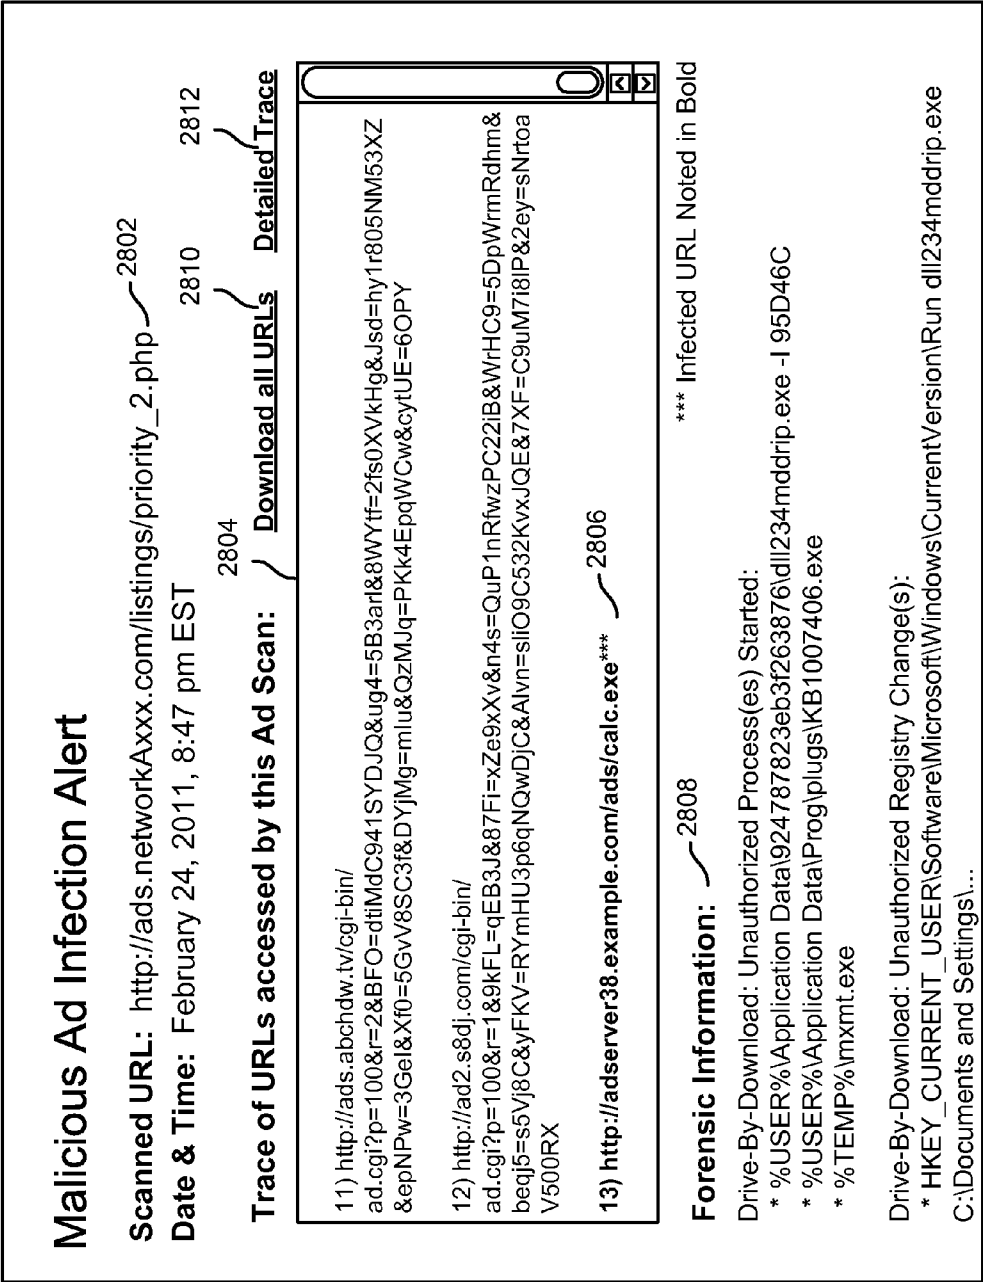 Malicious Ad Infection Alert
Scanned URL: http://ads.networkAxxx.com/listings/priority_2.php 2802
Date & Time: February 24, 2011, 8:47 pm EST
2804 2810 2812
Trace of URLs accessed by this Ad Scan: Download all URLs Detailed Trace
11) http://ads.abchdw.tv/cgi-bin/
ad.cgi?p=100&r=2&BFO=dtiMdC941SYDJQ&ug4=5B3arl&8WYtf=2fs0XVkHg&Jsd=hy1r805NM53XZ
&epNPw=3GeI&Xf0=5GvV8SC3f&DYjMg=mIu&QzMJq=PKk4EpqWCw&cytUE=6OPY
12) http://ad2.s8dj.com/cgi-bin/
ad.cgi?p=100&r=1&9kFL=qEB3J&87Fi=xZe9xXv&n4s=QuP1nRfwzPC22iB&WrHC9=5DpWrmRdhm&
beqj5=s5Vj8C&yFKV=RYmHU3p6qNQwDjC&AIvn=sliO9C532KvxJQE&7XF=C9uM7i8lP&2ey=sNrtoa
V500RX
13) http://adserver38.example.com/ads/calc.exe*** 2806
*** Infected URL Noted in Bold
Forensic Information: 2808
Drive-By-Download: Unauthorized Process(es) Started:
* %USER%\Application Data\924787823eb3f263876\dll234mddrip.exe -I 95D46C
* %USER%\Application Data\Prog\plugs\KB1007406.exe
* %TEMP%\mxmt.exe
Drive-By-Download: Unauthorized Registry Change(s):
* HKEY_CURRENT_USER\Software\Microsoft\Windows\CurrentVersion\Run dll234mddrip.exe
C:\Documents and Settings\...